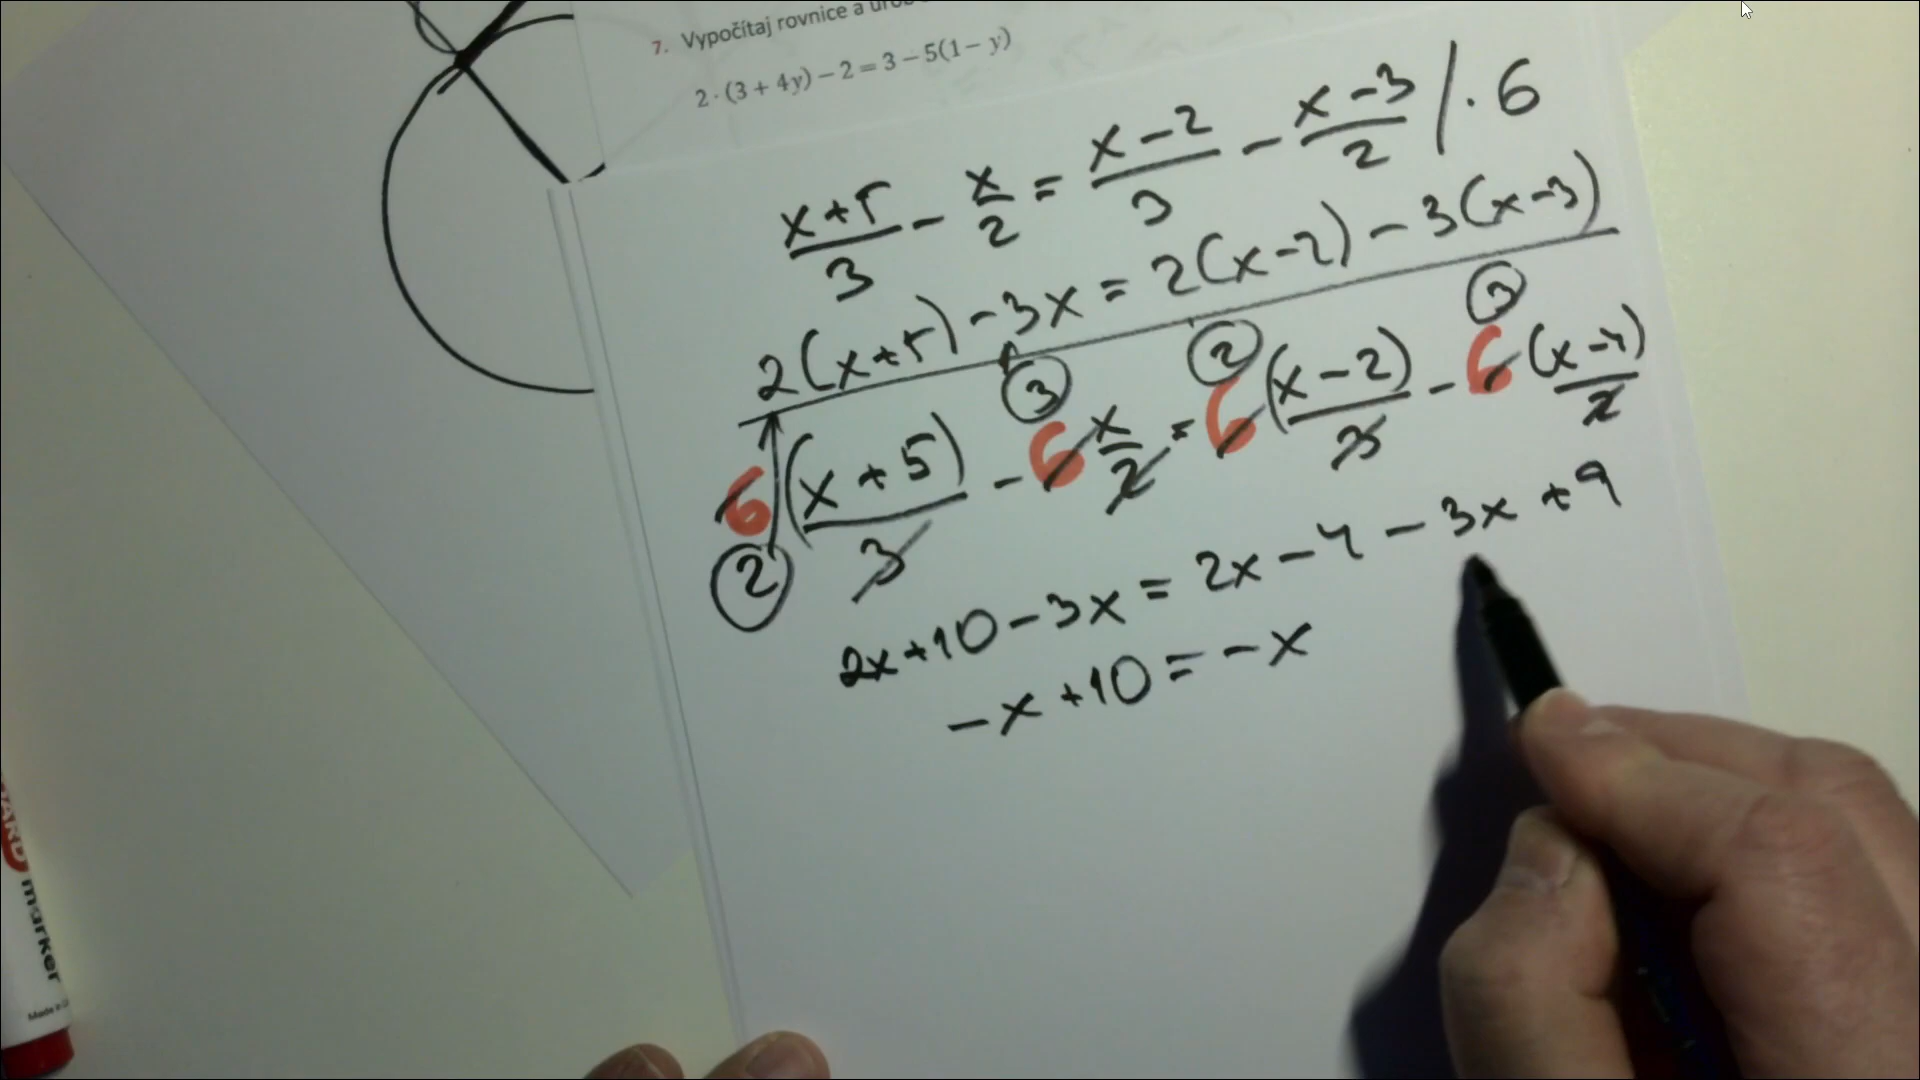 7. Vypočítaj rovnice a urob
2 · (3 + 4y) − 2 = 3 − 5(1 − y)
(x+5)/3 − x/2 = (x−2)/3 − (x−3)/2 / · 6
2(x+5) − 3x = 2(x−2) − 3(x−3)
③ ② ③
6 (x+5)/3 − 6 x/2 = 6 (x−2)/3 − 6 (x−3)/2
②
2x+10−3x = 2x−4−3x+9
−x+10 = −x
marker